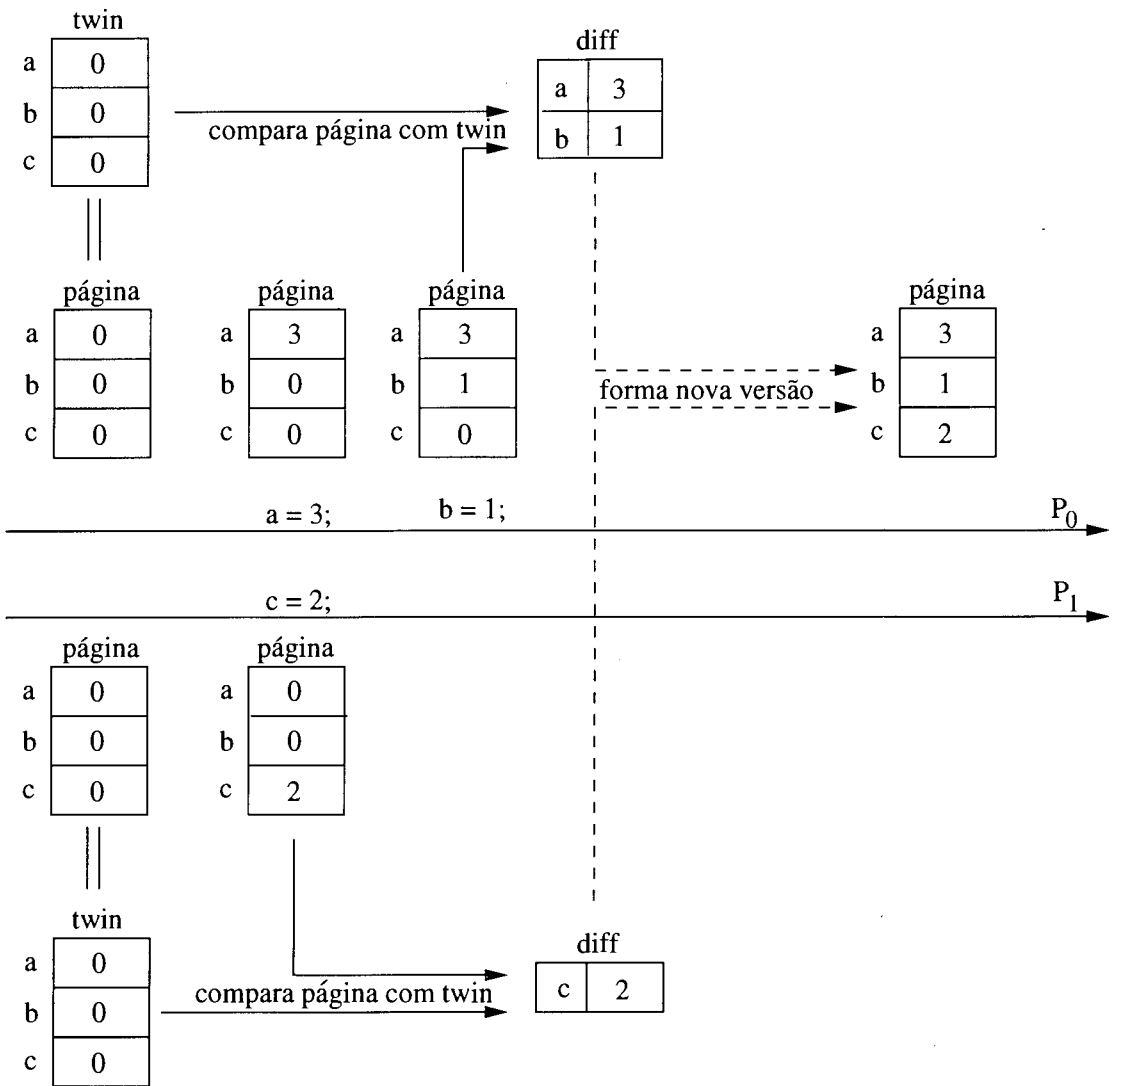 twin
a 0
b 0
c 0
compara página com twin
diff
a 3
b 1
página
a 0
b 0
c 0
página
a 3
b 0
c 0
página
a 3
b 1
c 0
forma nova versão
página
a 3
b 1
c 2
a = 3;
b = 1;
P0
c = 2;
P1
página
a 0
b 0
c 0
página
a 0
b 0
c 2
twin
a 0
b 0
c 0
compara página com twin
diff
c 2